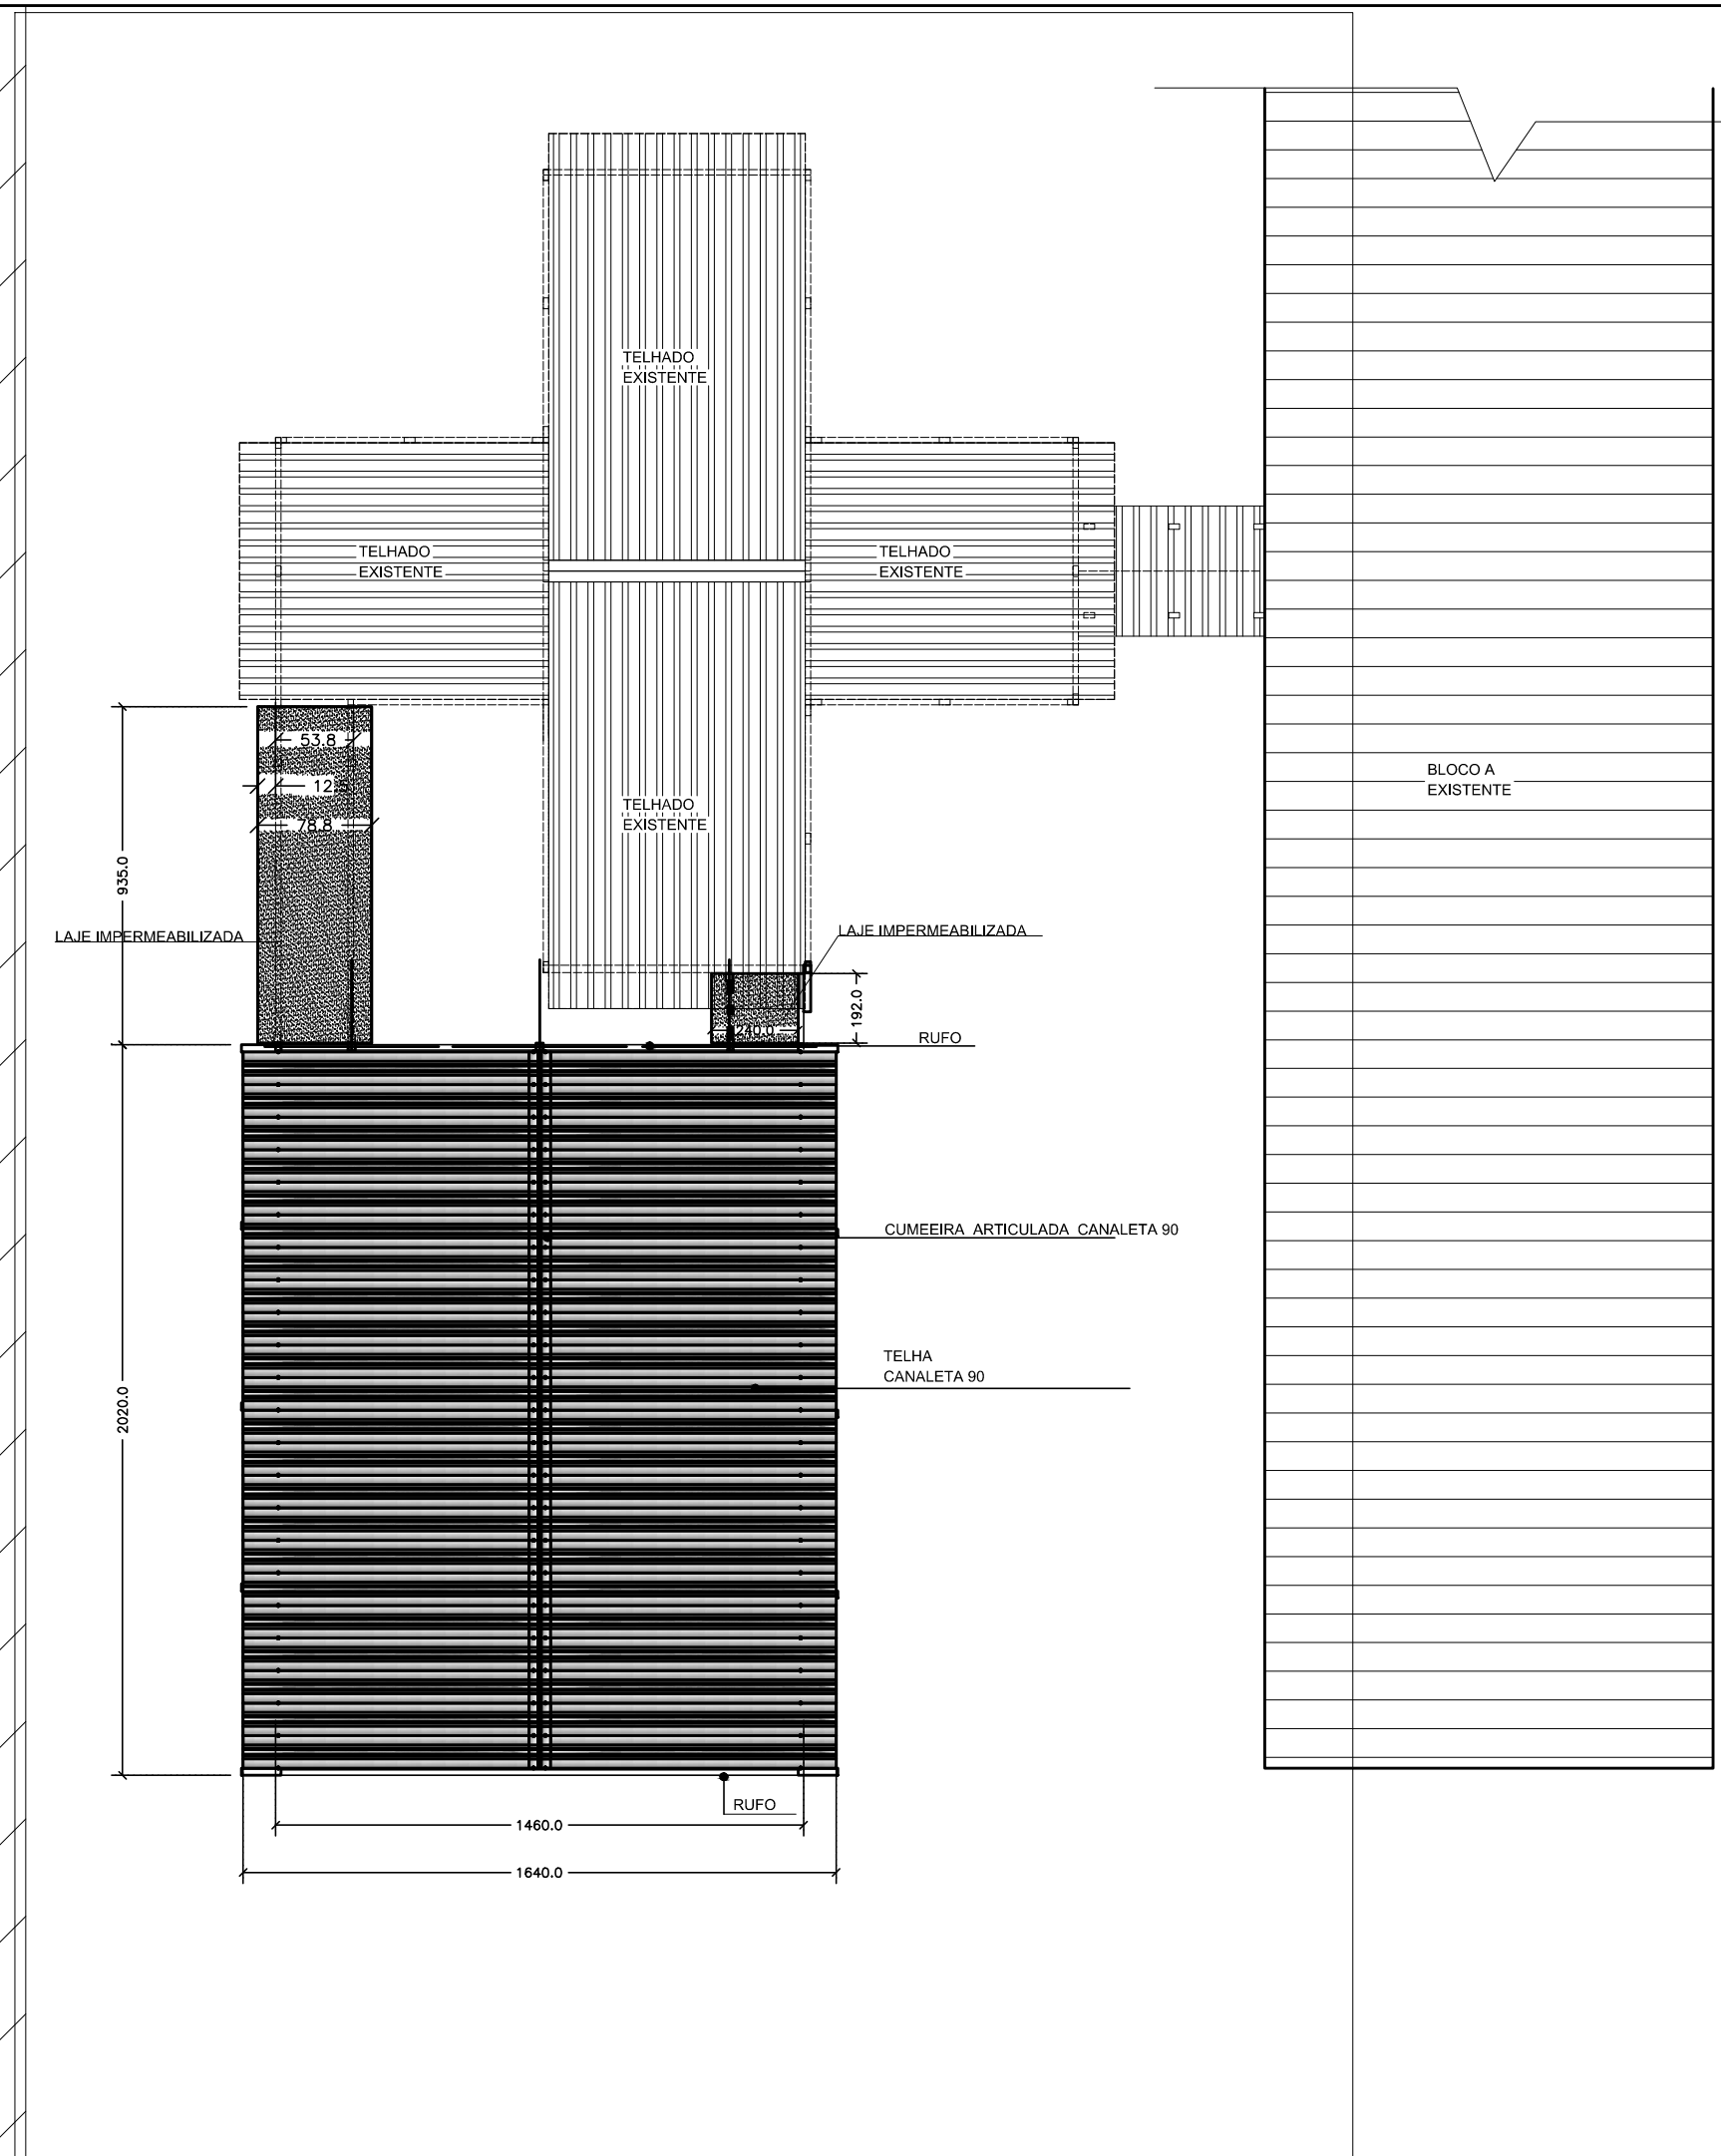 TELHADO
EXISTENTE
TELHADO
EXISTENTE
TELHADO
EXISTENTE
53.8
12.5
78.8
935.0
TELHADO
EXISTENTE
BLOCO A
EXISTENTE
LAJE IMPERMEABILIZADA
LAJE IMPERMEABILIZADA
192.0
240.0
RUFO
CUMEEIRA ARTICULADA CANALETA 90
TELHA
CANALETA 90
2020.0
RUFO
1460.0
1640.0